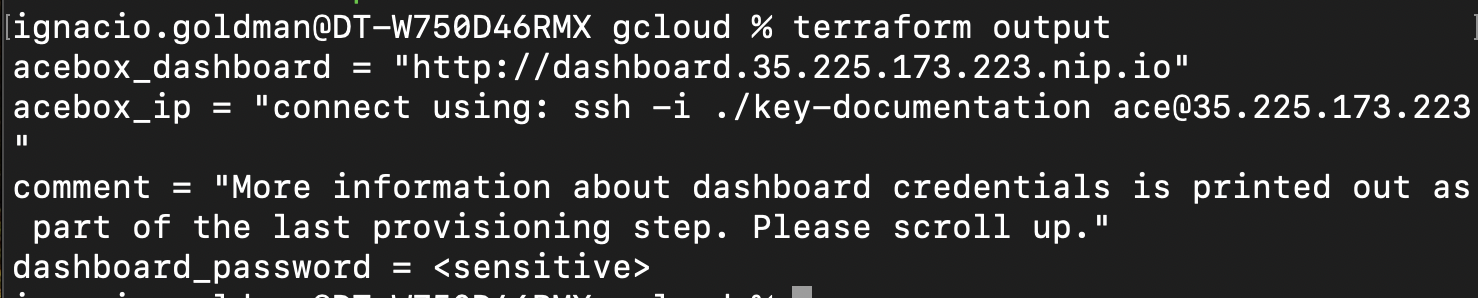 ignacio.goldman@DT-W750D46RMX gcloud % terraform output
acebox_dashboard = "http://dashboard.35.225.173.223.nip.io"
acebox_ip = "connect using: ssh -i ./key-documentation ace@35.225.173.223
"
comment = "More information about dashboard credentials is printed out as
 part of the last provisioning step. Please scroll up."
dashboard_password = <sensitive>